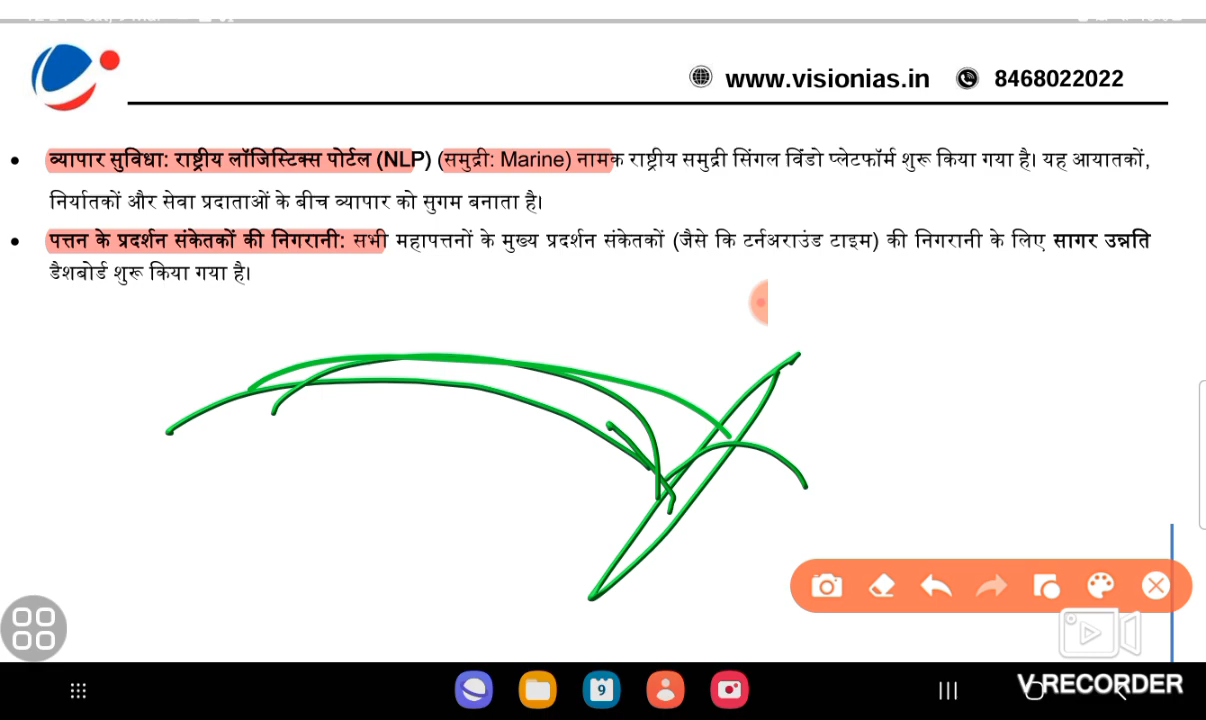 www.visionias.in 8468022022
• व्यापार सुविधा: राष्ट्रीय लॉजिस्टिक्स पोर्टल (NLP) (समुद्री: Marine) नामक राष्ट्रीय समुद्री सिंगल विंडो प्लेटफॉर्म शुरू किया गया है। यह आयातकों,
निर्यातकों और सेवा प्रदाताओं के बीच व्यापार को सुगम बनाता है।
• पत्तन के प्रदर्शन संकेतकों की निगरानी: सभी महापत्तनों के मुख्य प्रदर्शन संकेतकों (जैसे कि टर्नअराउंड टाइम) की निगरानी के लिए सागर उन्नति
डैशबोर्ड शुरू किया गया है।
9
V RECORDER